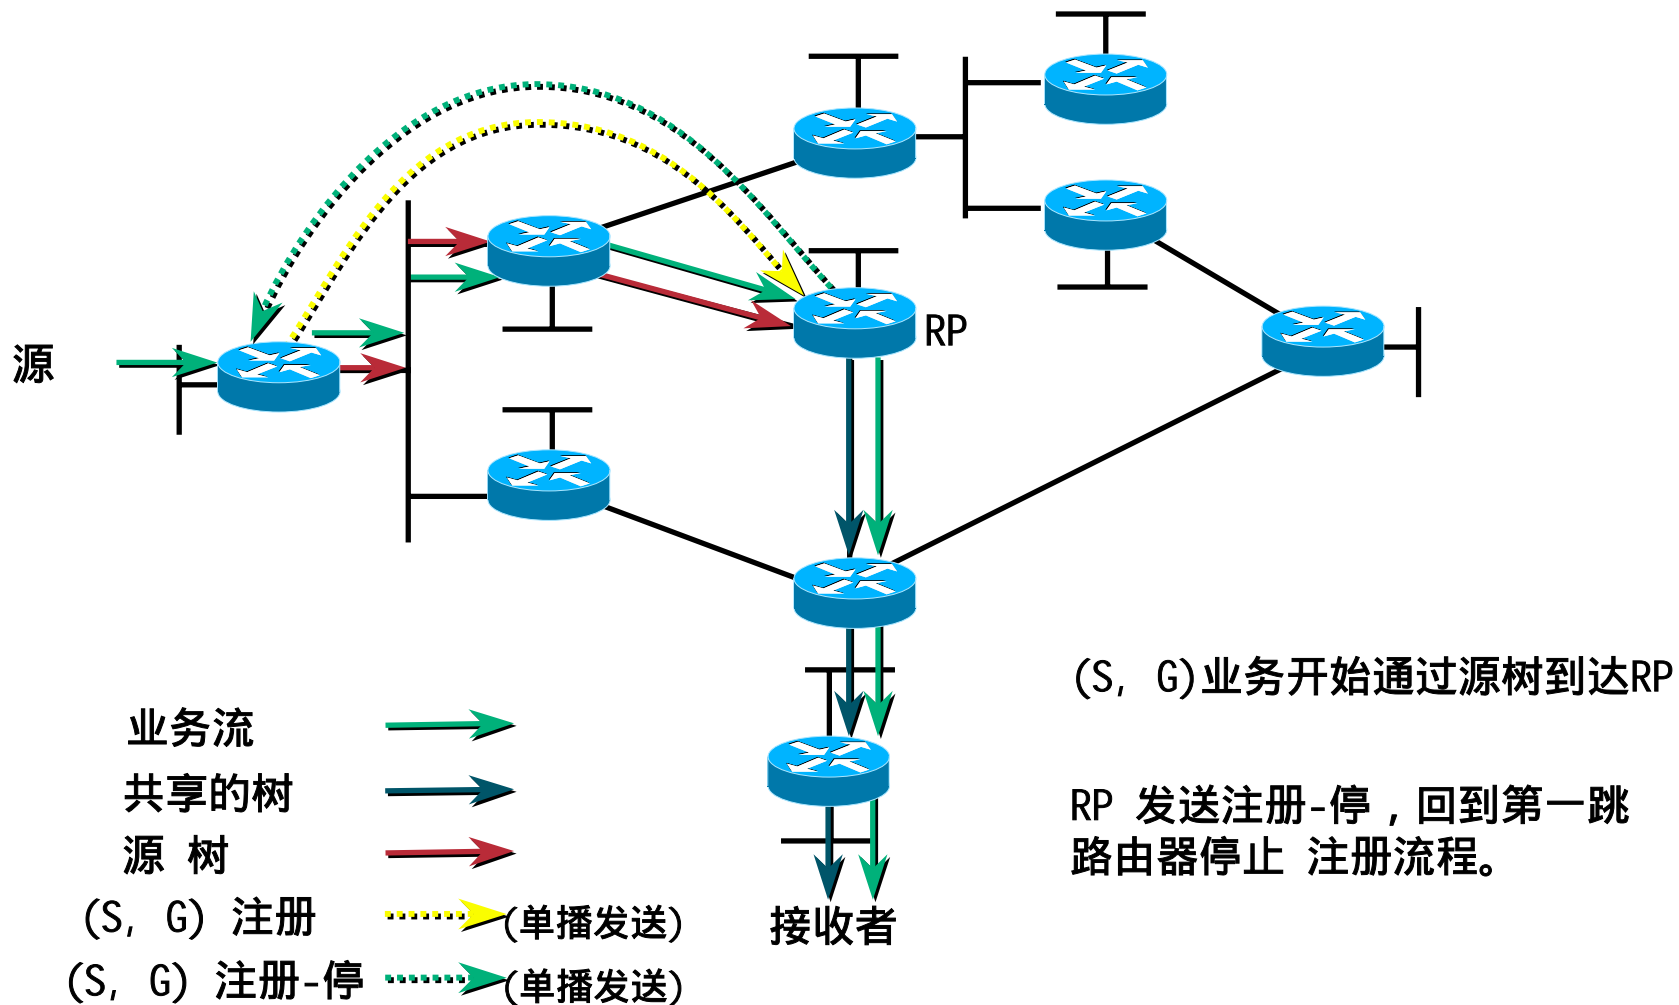 RP
源
(S, G)业务开始通过源树到达RP
业务流
共享的树
RP 发送注册-停，回到第一跳
路由器停止 注册流程。
源 树
(S, G) 注册
(单播发送)
接收者
(S, G) 注册-停
(单播发送)